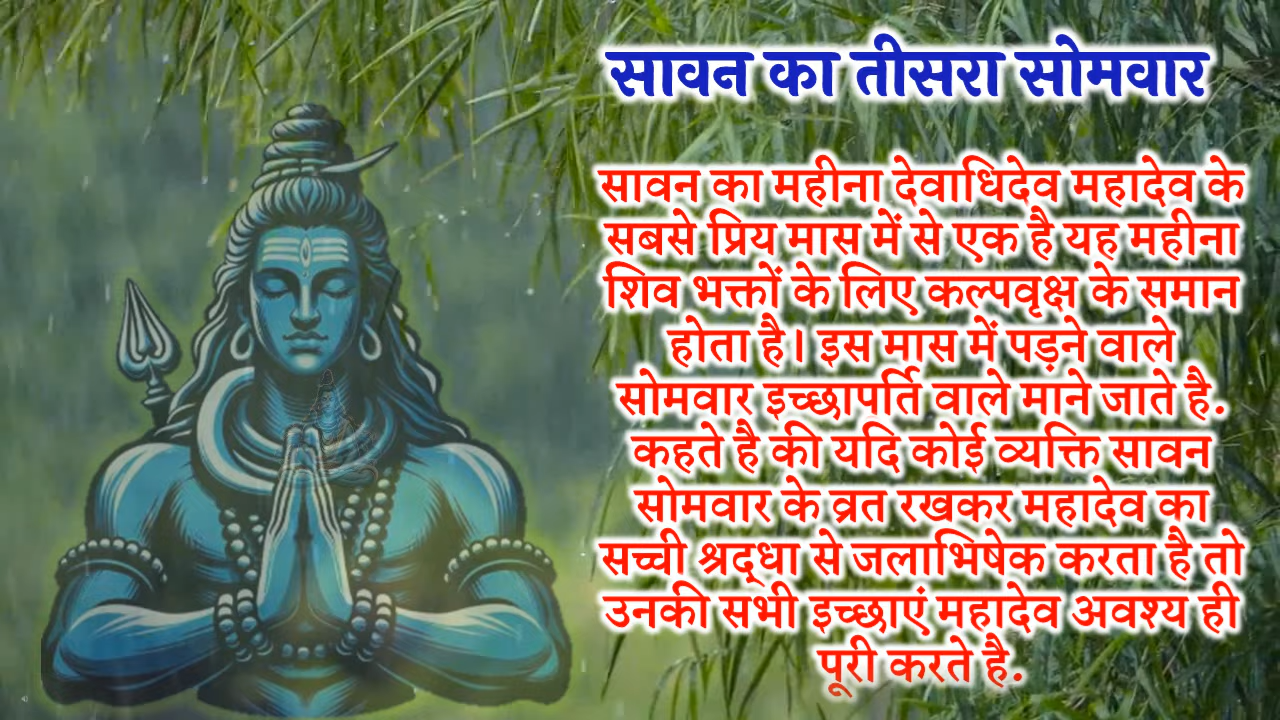 सावन का तीसरा सोमवार
सावन का महीना देवाधिदेव महादेव के
सबसे प्रिय मास में से एक है यह महीना
शिव भक्तों के लिए कल्पवृक्ष के समान
होता है। इस मास में पड़ने वाले
सोमवार इच्छापर्ति वाले माने जाते है.
कहते है की यदि कोई व्यक्ति सावन
सोमवार के व्रत रखकर महादेव का
सच्ची श्रद्धा से जलाभिषेक करता है तो
उनकी सभी इच्छाएं महादेव अवश्य ही
पूरी करते है.